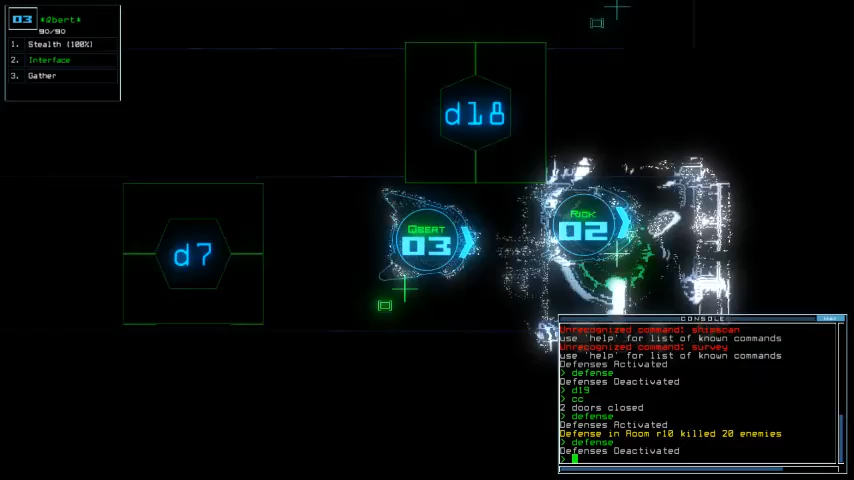 03 *Qbert*
90/90
1. Stealth (100%)
2. Interface
3. Gather
d18
d7
QBERT
03
RICK
02
CONSOLE
Unrecognized command: shipscan
use 'help' for list of known commands
Unrecognized command: survey
use 'help' for list of known commands
Defenses Activated
> defense
Defenses Deactivated
> d19
> cc
2 doors closed
> defense
Defenses Activated
Defense in Room r10 killed 20 enemies
> defense
Defenses Deactivated
>